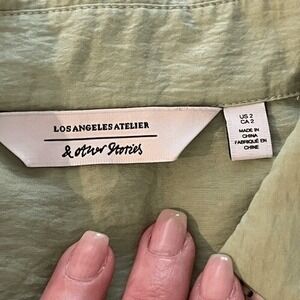 LOS ANGELES ATELIER
& other Stories
US 2
CA 2
MADE IN
CHINA
FABRIQUÉ EN
CHINE